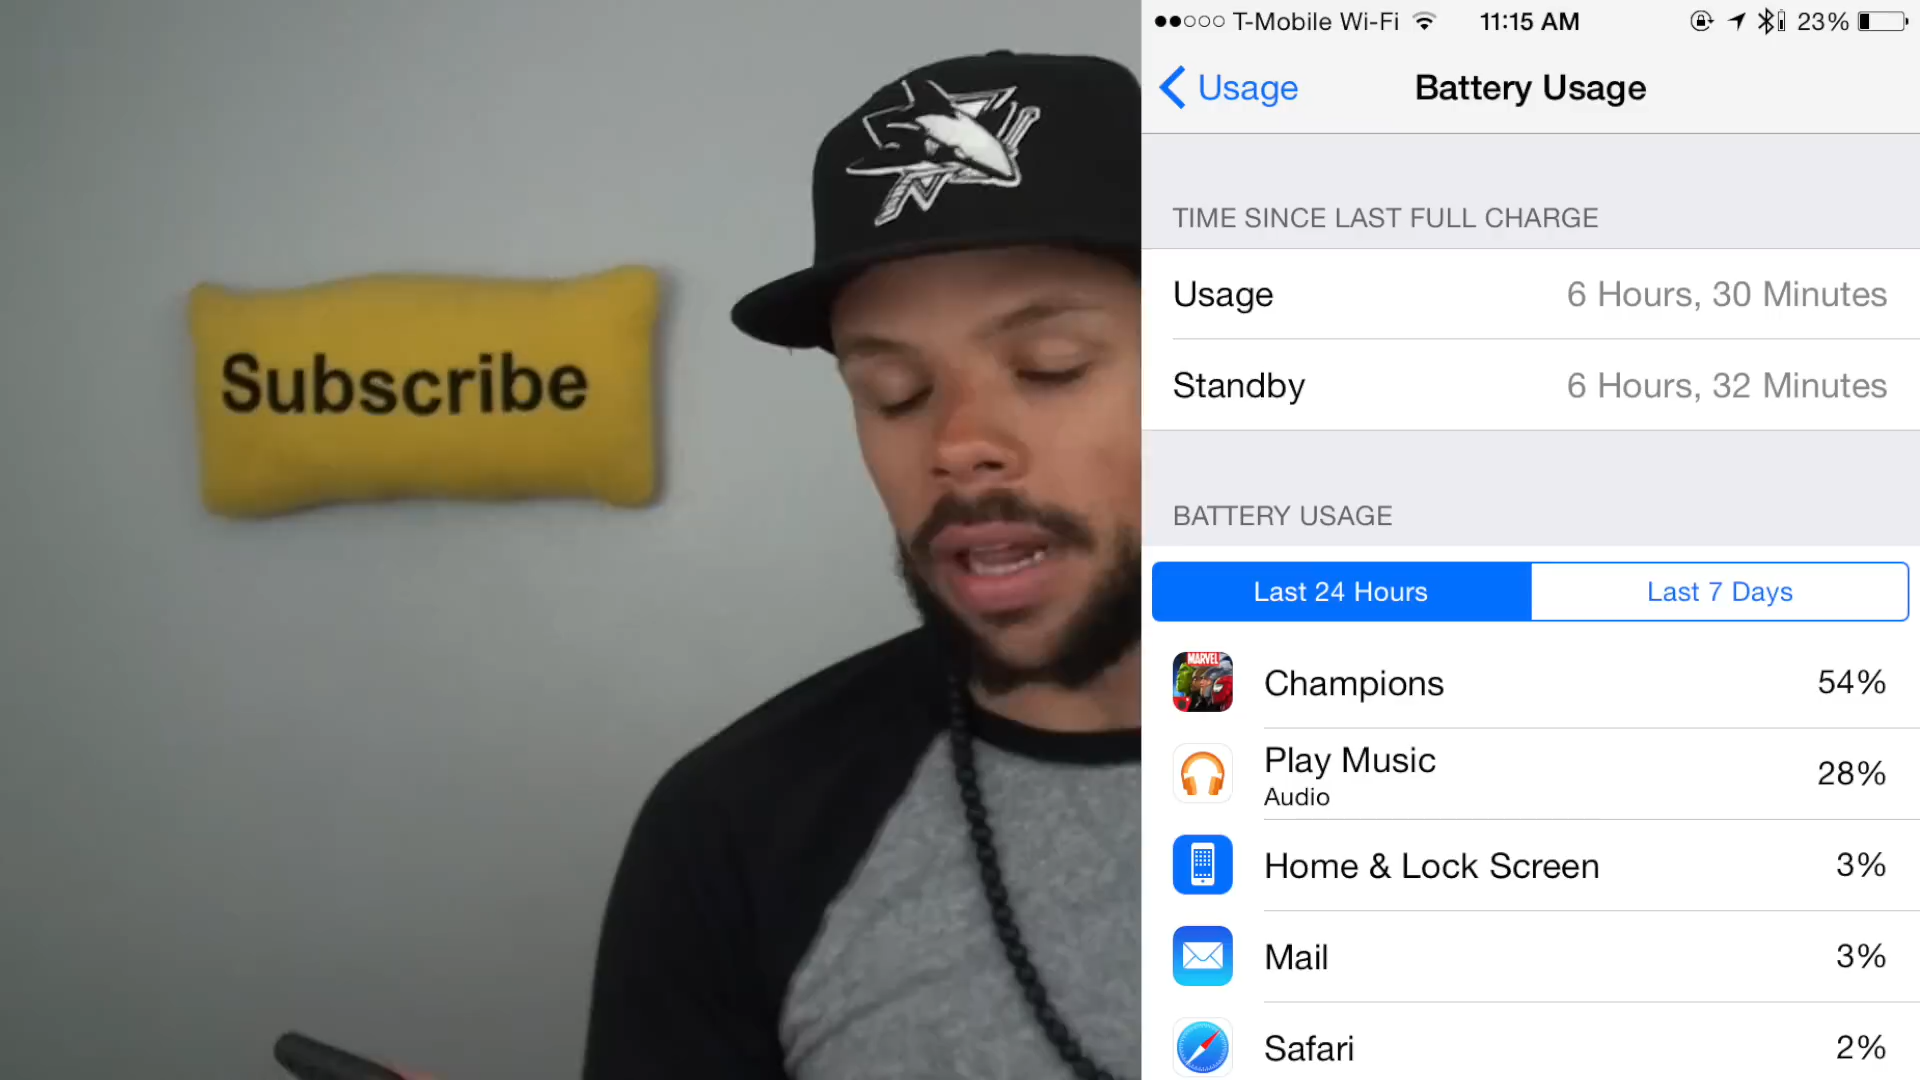 Subscribe
T-Mobile Wi-Fi 11:15 AM 23%
Usage Battery Usage
TIME SINCE LAST FULL CHARGE
Usage 6 Hours, 30 Minutes
Standby 6 Hours, 32 Minutes
BATTERY USAGE
Last 24 Hours Last 7 Days
MARVEL
Champions 54%
Play Music 28%
Audio
Home & Lock Screen 3%
Mail 3%
Safari 2%